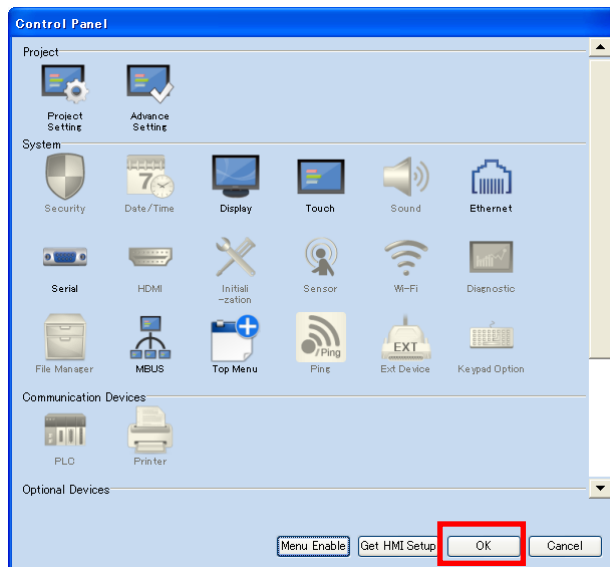 Control Panel
Project
Project Setting
Advance Setting
System
Security
7
Date/Time
Display
Touch
Sound
Ethernet
Serial
HDMI
Initiali
-zation
Sensor
Wi-Fi
Diagnostic
File Manager
MBUS
Top Menu
/Ping
Ping
EXT
Ext Device
Keypad Option
Communication Devices
PLC
Printer
Optional Devices
Menu Enable
Get HMI Setup
OK
Cancel